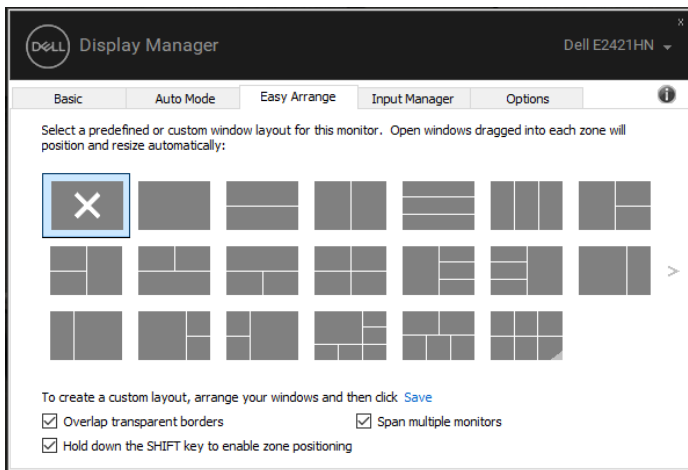 x
DELL Display Manager Dell E2421HN
Basic Auto Mode Easy Arrange Input Manager Options i
Select a predefined or custom window layout for this monitor.  Open windows dragged into each zone will
position and resize automatically:
To create a custom layout, arrange your windows and then click Save
Overlap transparent borders Span multiple monitors
Hold down the SHIFT key to enable zone positioning